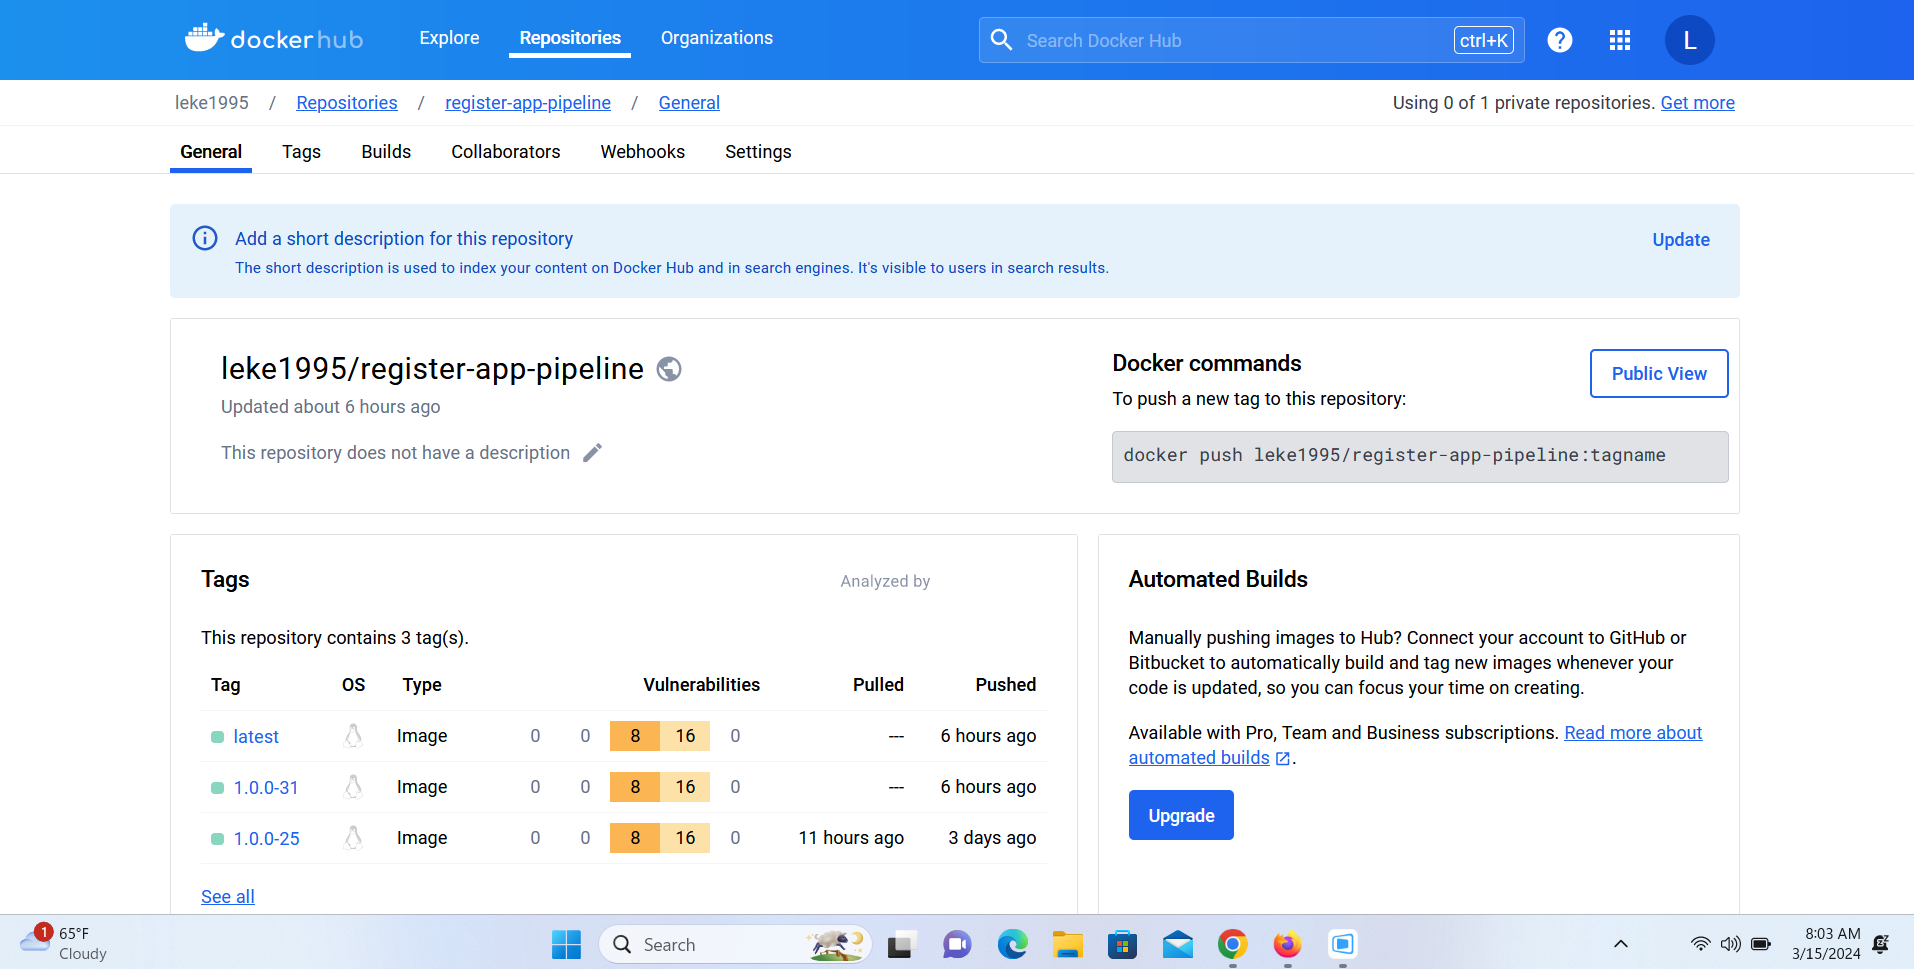 dockerhub Explore Repositories Organizations Search Docker Hub ctrl+K ? L
leke1995 / Repositories / register-app-pipeline / General Using 0 of 1 private repositories. Get more
General Tags Builds Collaborators Webhooks Settings
Add a short description for this repository Update
The short description is used to index your content on Docker Hub and in search engines. It's visible to users in search results.
leke1995/register-app-pipeline
Updated about 6 hours ago
This repository does not have a description
Docker commands
Public View
To push a new tag to this repository:
docker push leke1995/register-app-pipeline:tagname
Tags
Analyzed by
This repository contains 3 tag(s).
Tag OS Type Vulnerabilities Pulled Pushed
latest Image 0 0 8 16 0 --- 6 hours ago
1.0.0-31 Image 0 0 8 16 0 --- 6 hours ago
1.0.0-25 Image 0 0 8 16 0 11 hours ago 3 days ago
See all
Automated Builds
Manually pushing images to Hub? Connect your account to GitHub or
Bitbucket to automatically build and tag new images whenever your
code is updated, so you can focus your time on creating.
Available with Pro, Team and Business subscriptions. Read more about
automated builds .
Upgrade
1 65°F
Cloudy
Search
8:03 AM
3/15/2024